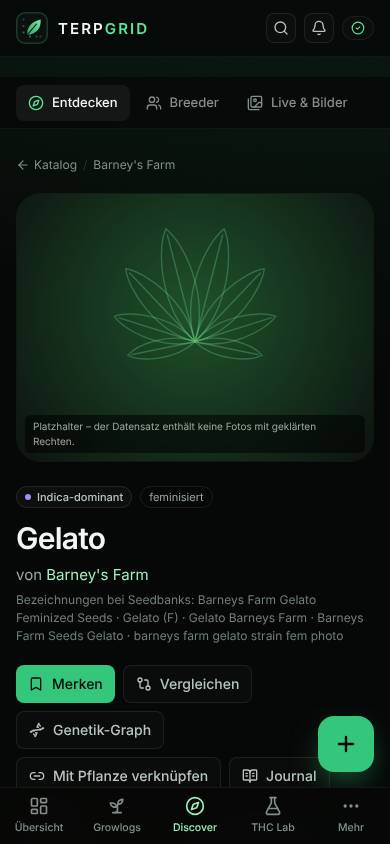 TERPGRID
Entdecken
Breeder
Live & Bilder
Katalog / Barney's Farm
Platzhalter – der Datensatz enthält keine Fotos mit geklärten
Rechten.
Indica-dominant
feminisiert
Gelato
von Barney's Farm
Bezeichnungen bei Seedbanks: Barneys Farm Gelato
Feminized Seeds · Gelato (F) · Gelato Barneys Farm · Barneys
Farm Seeds Gelato · barneys farm gelato strain fem photo
Merken
Vergleichen
Genetik-Graph
Mit Pflanze verknüpfen
Journal
Übersicht
Growlogs
Discover
THC Lab
Mehr